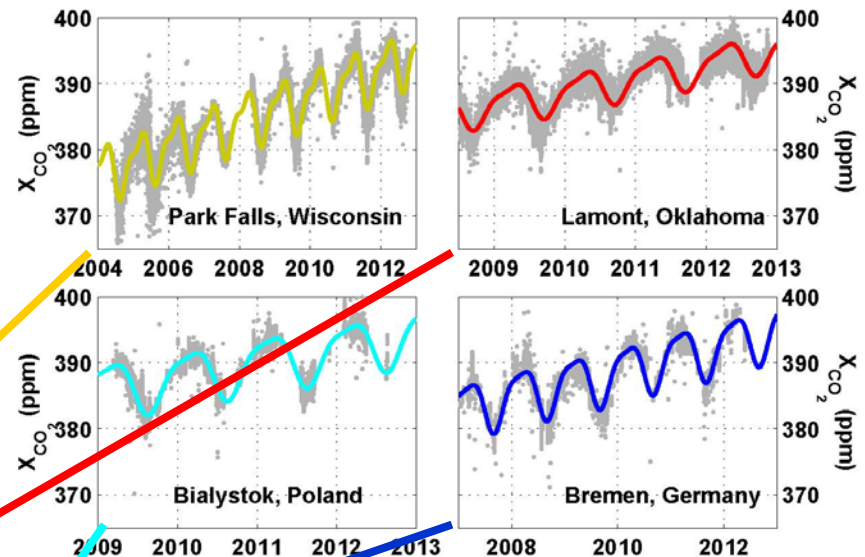 400
390
380
370
X_CO2 (ppm)
Park Falls, Wisconsin
2004 2006 2008 2010 2012
400
390
380
370
X_CO2 (ppm)
Lamont, Oklahoma
2009 2010 2011 2012 2013
400
390
380
370
X_CO2 (ppm)
Bialystok, Poland
2009 2010 2011 2012 2013
400
390
380
370
X_CO2 (ppm)
Bremen, Germany
2008 2010 2012